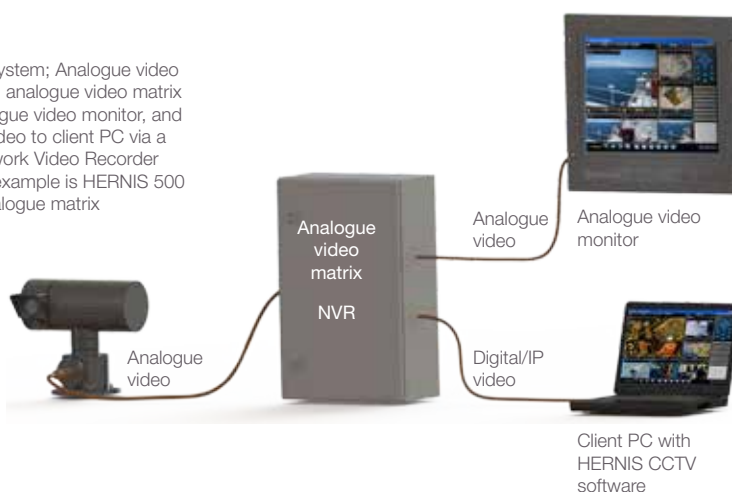 ystem; Analogue video
analogue video matrix
gue video monitor, and
deo to client PC via a
work Video Recorder
example is HERNIS 500
alogue matrix
Analogue
video
matrix
NVR
Analogue
video
Analogue video
monitor
Analogue
video
Digital/IP
video
Client PC with
HERNIS CCTV
software